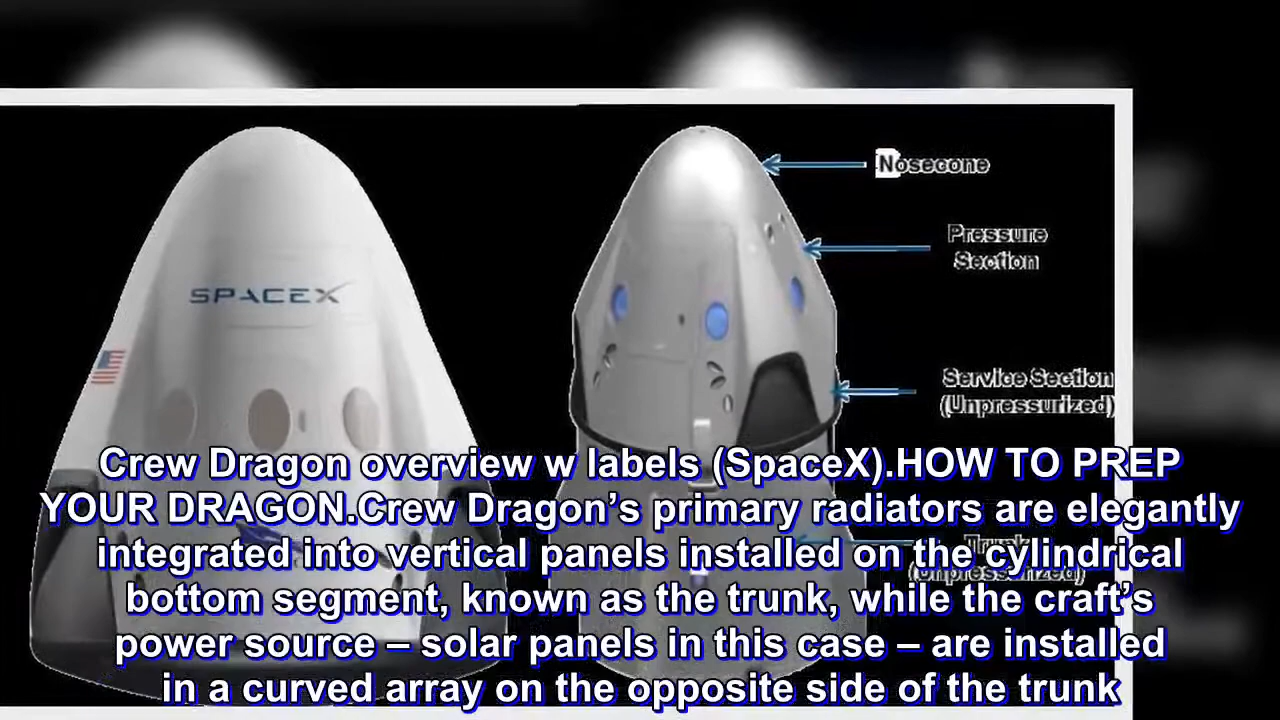 SPACEX
Nosecone
Pressure
Section
Service Section
(Unpressurized)
Trunk
(Unpressurized)
Crew Dragon overview w labels (SpaceX).HOW TO PREP
YOUR DRAGON.Crew Dragon’s primary radiators are elegantly
integrated into vertical panels installed on the cylindrical
bottom segment, known as the trunk, while the craft’s
power source – solar panels in this case – are installed
in a curved array on the opposite side of the trunk